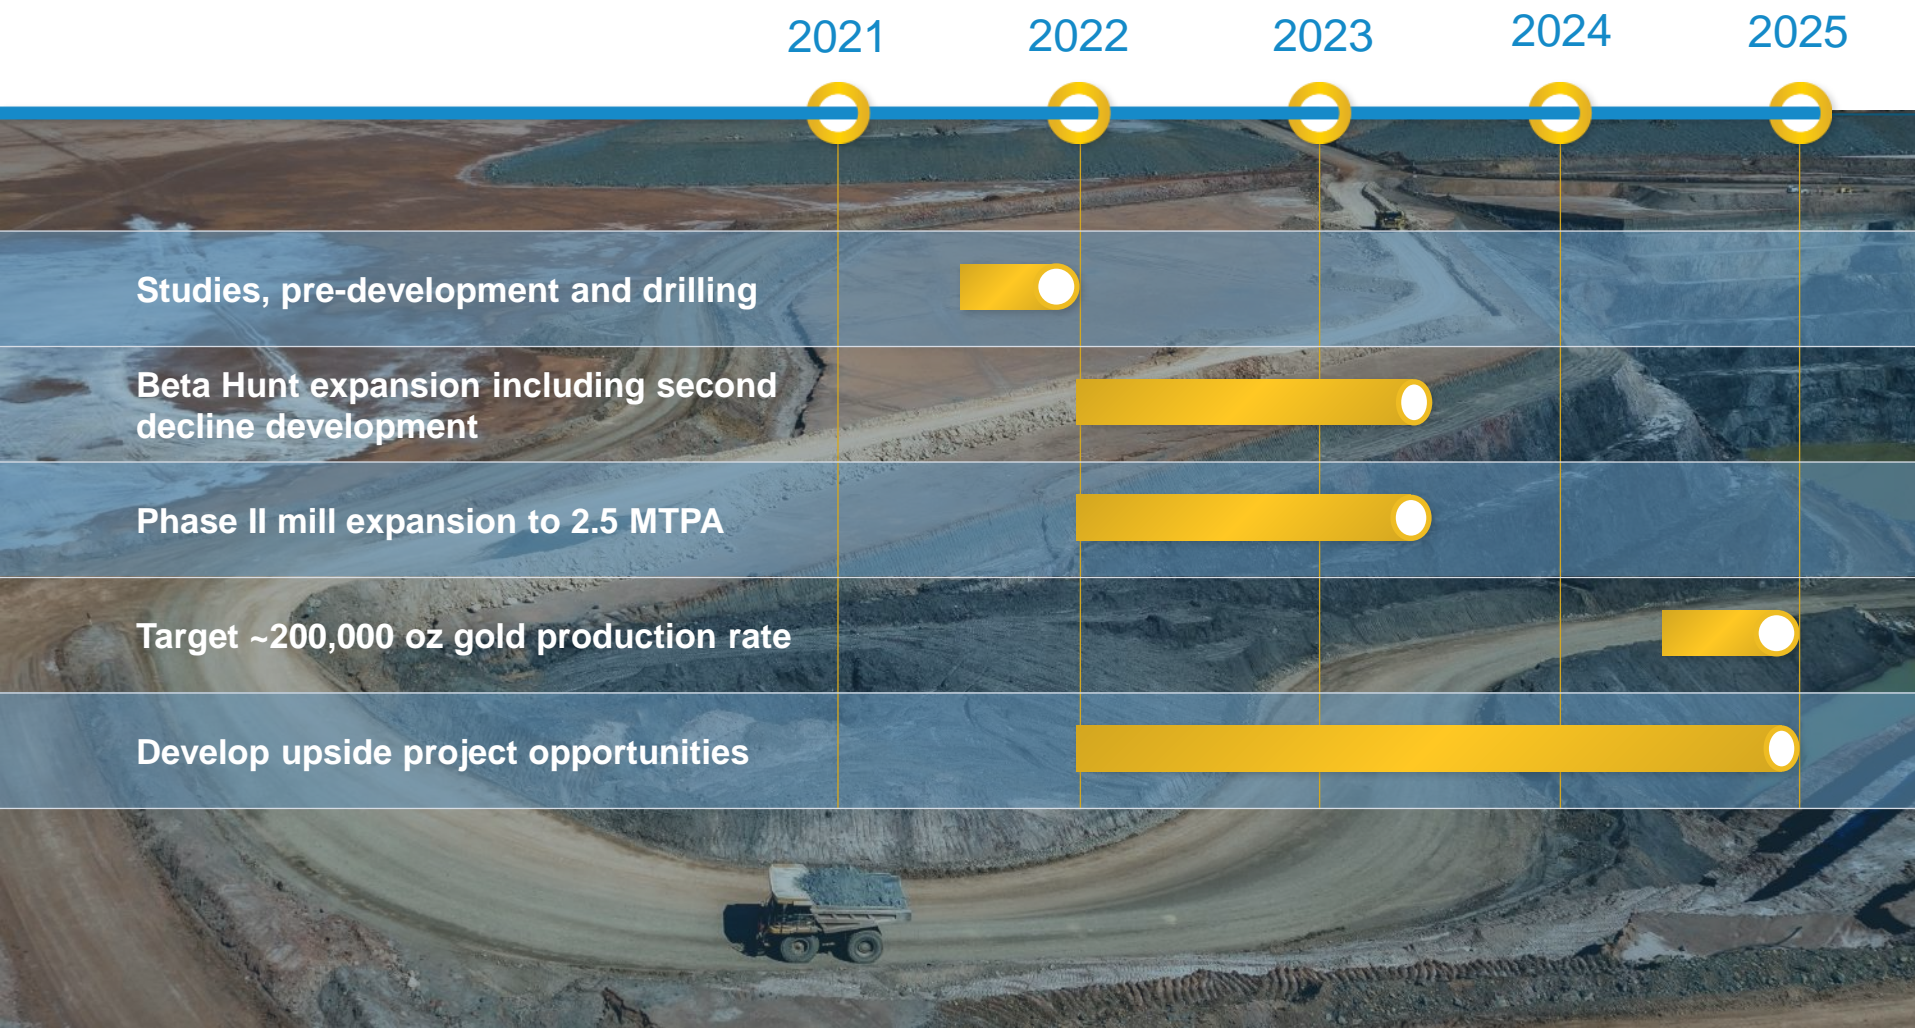 2021 2022 2023 2024 2025
Studies, pre-development and drilling
Beta Hunt expansion including second
decline development
Phase II mill expansion to 2.5 MTPA
Target ~200,000 oz gold production rate
Develop upside project opportunities